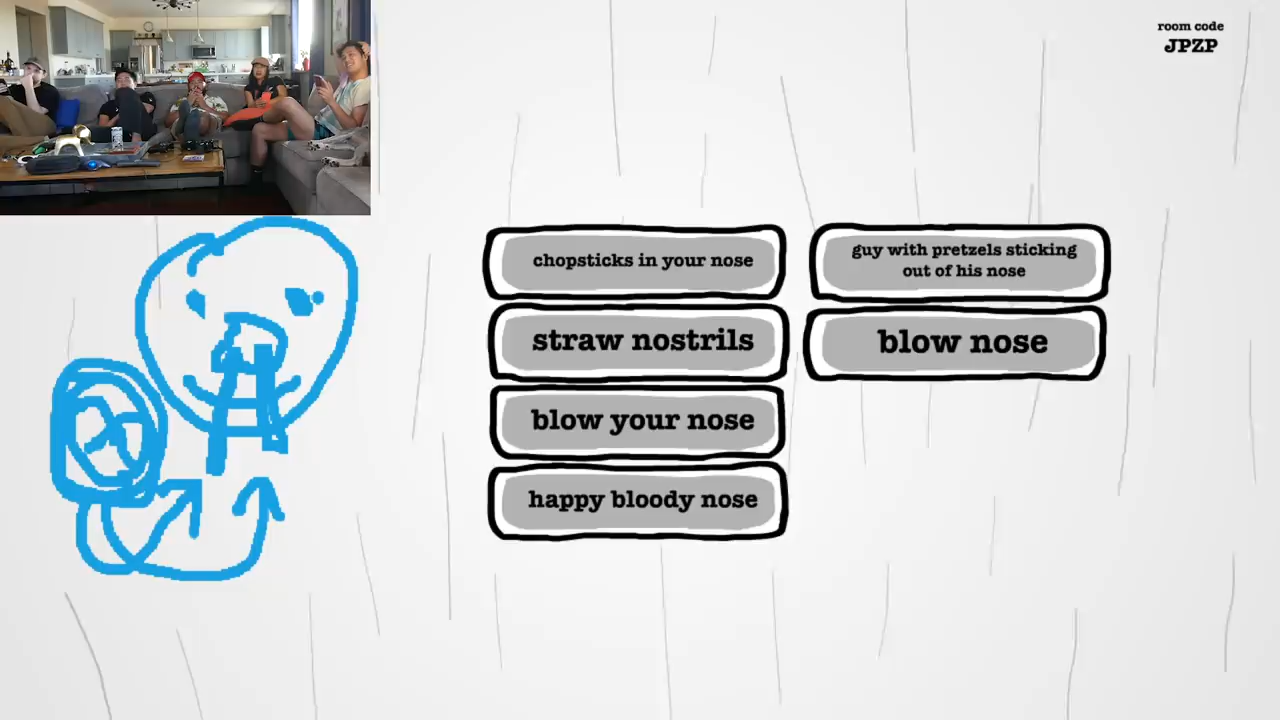 room code
JPZP
chopsticks in your nose
straw nostrils
blow your nose
happy bloody nose
guy with pretzels sticking
out of his nose
blow nose